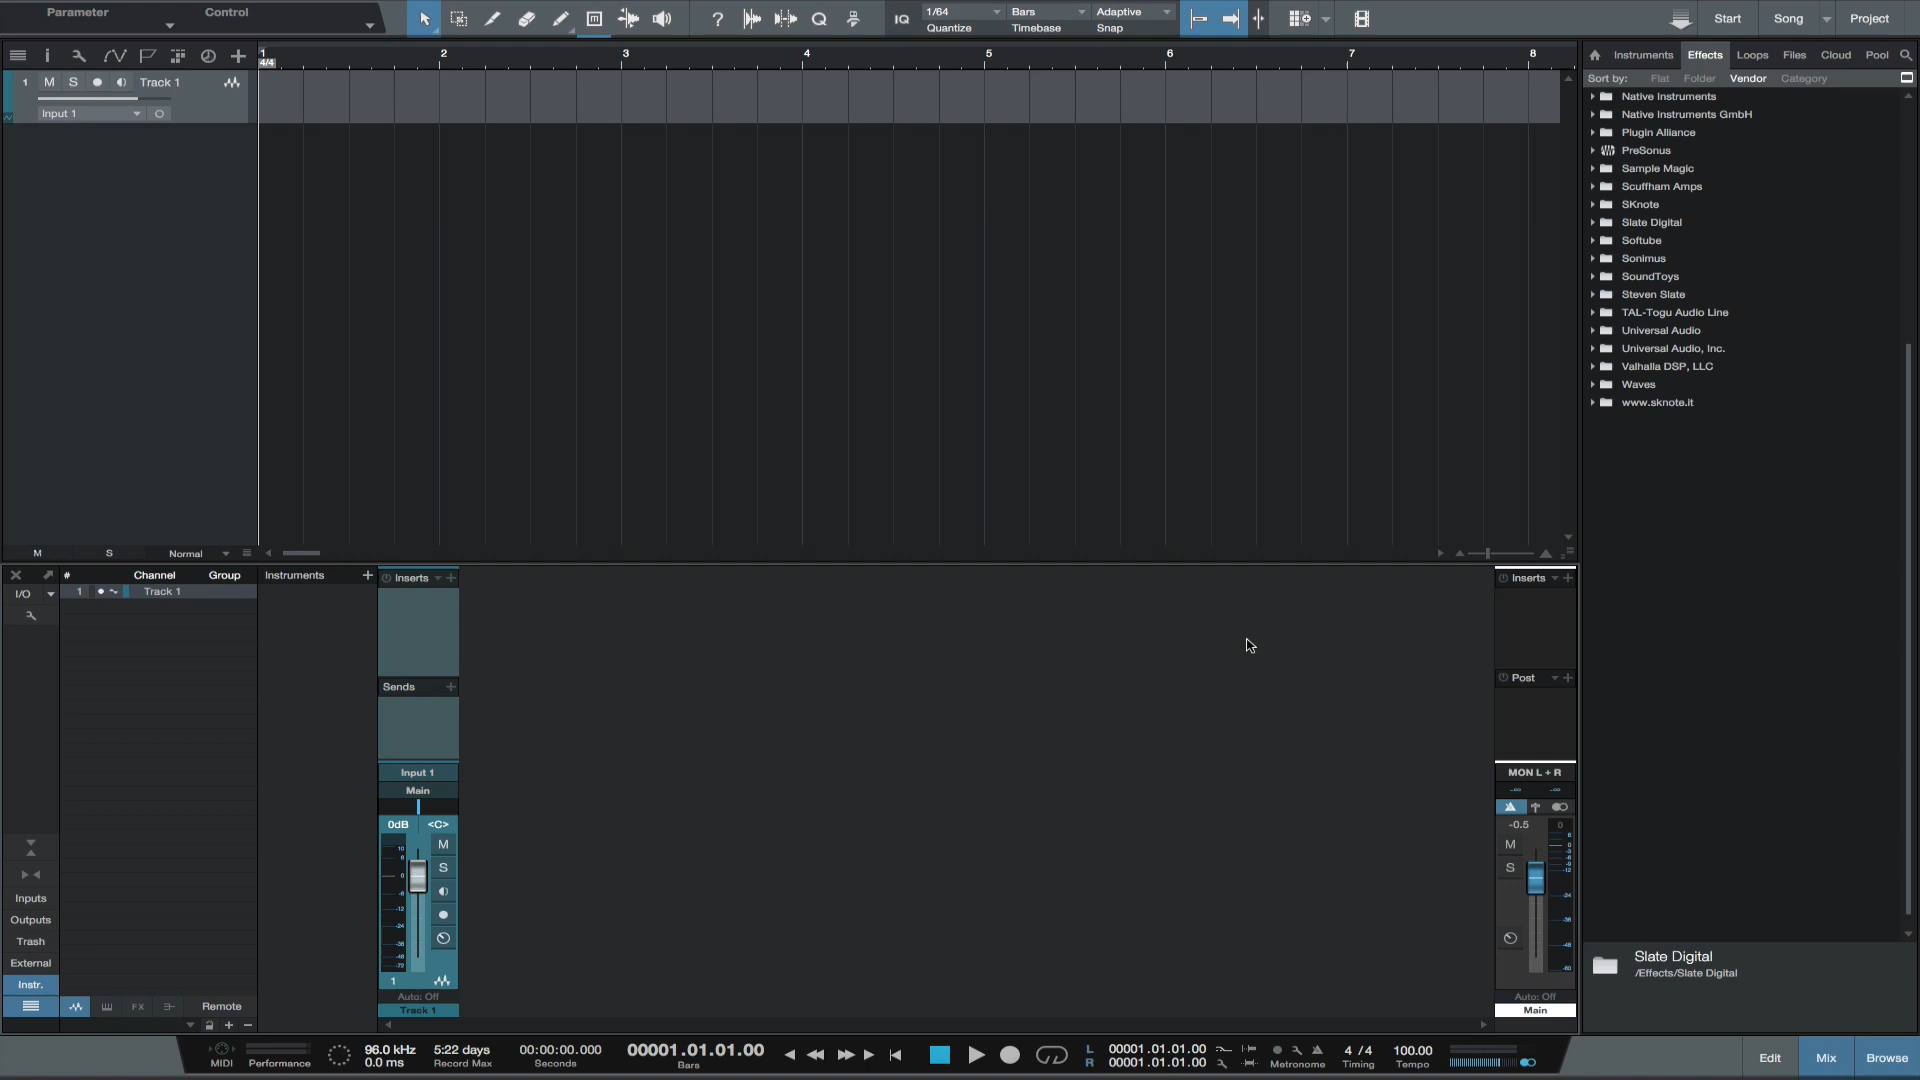 Parameter Control
1/64 Bars Adaptive
IQ Quantize Timebase Snap
Start Song Project
1 2 3 4 5 6 7 8
4/4
Instruments Effects Loops Files Cloud Pool
Sort by: Flat Folder Vendor Category
1 M S Track 1
Input 1
Native Instruments
Native Instruments GmbH
Plugin Alliance
PreSonus
Sample Magic
Scuffham Amps
SKnote
Slate Digital
Softube
Sonimus
SoundToys
Steven Slate
TAL-Togu Audio Line
Universal Audio
Universal Audio, Inc.
Valhalla DSP, LLC
Waves
www.sknote.it
M S Normal
# Channel Group Instruments
Inserts
Inserts
I/O
1 Track 1
Sends
Post
Input 1
Main
0dB <C>
M
S
1
Auto: Off
Track 1
MON L + R
-∞ -∞
-0.5 0
M
S
Auto: Off
Main
Inputs
Outputs
Trash
External
Instr.
FX
Remote
Slate Digital
/Effects/Slate Digital
MIDI
Performance
96.0 kHz
0.0 ms
5:22 days
Record Max
00:00:00.000
Seconds
00001.01.01.00
Bars
L 00001.01.01.00
R 00001.01.01.00
Metronome
4 / 4
Timing
100.00
Tempo
Edit Mix Browse